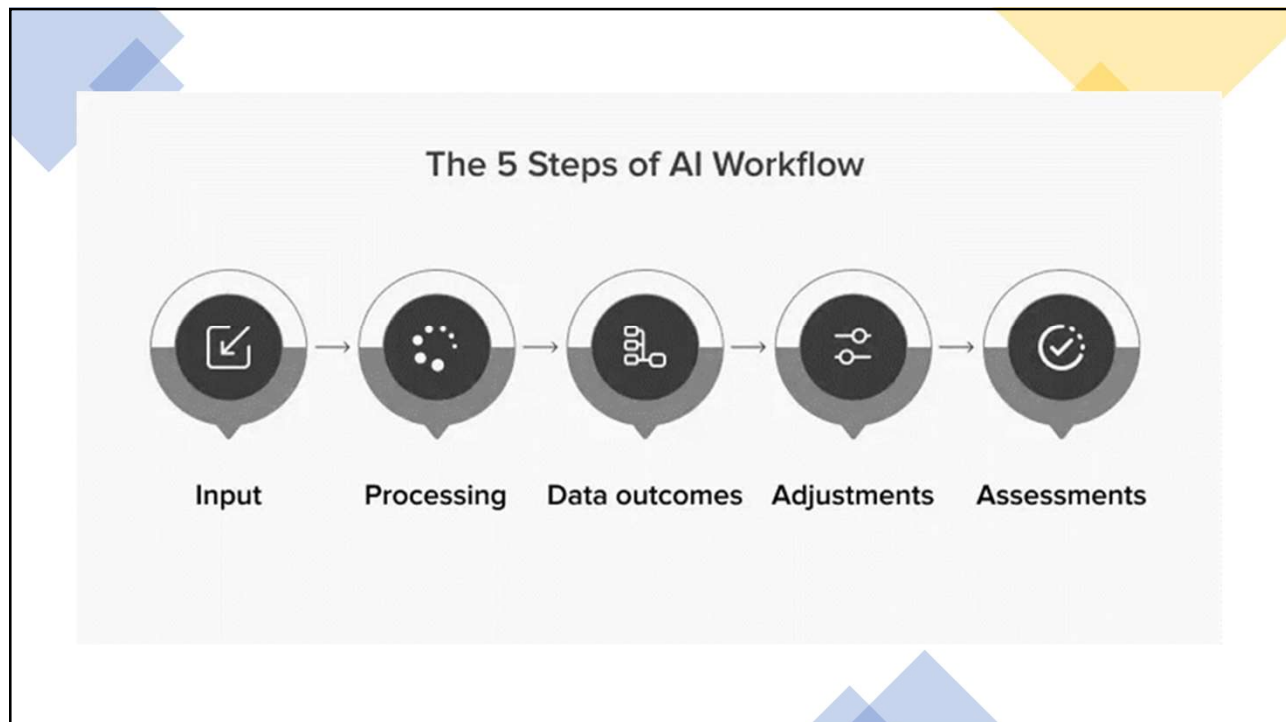 The 5 Steps of AI Workflow
Input
Processing
Data outcomes
Adjustments
Assessments